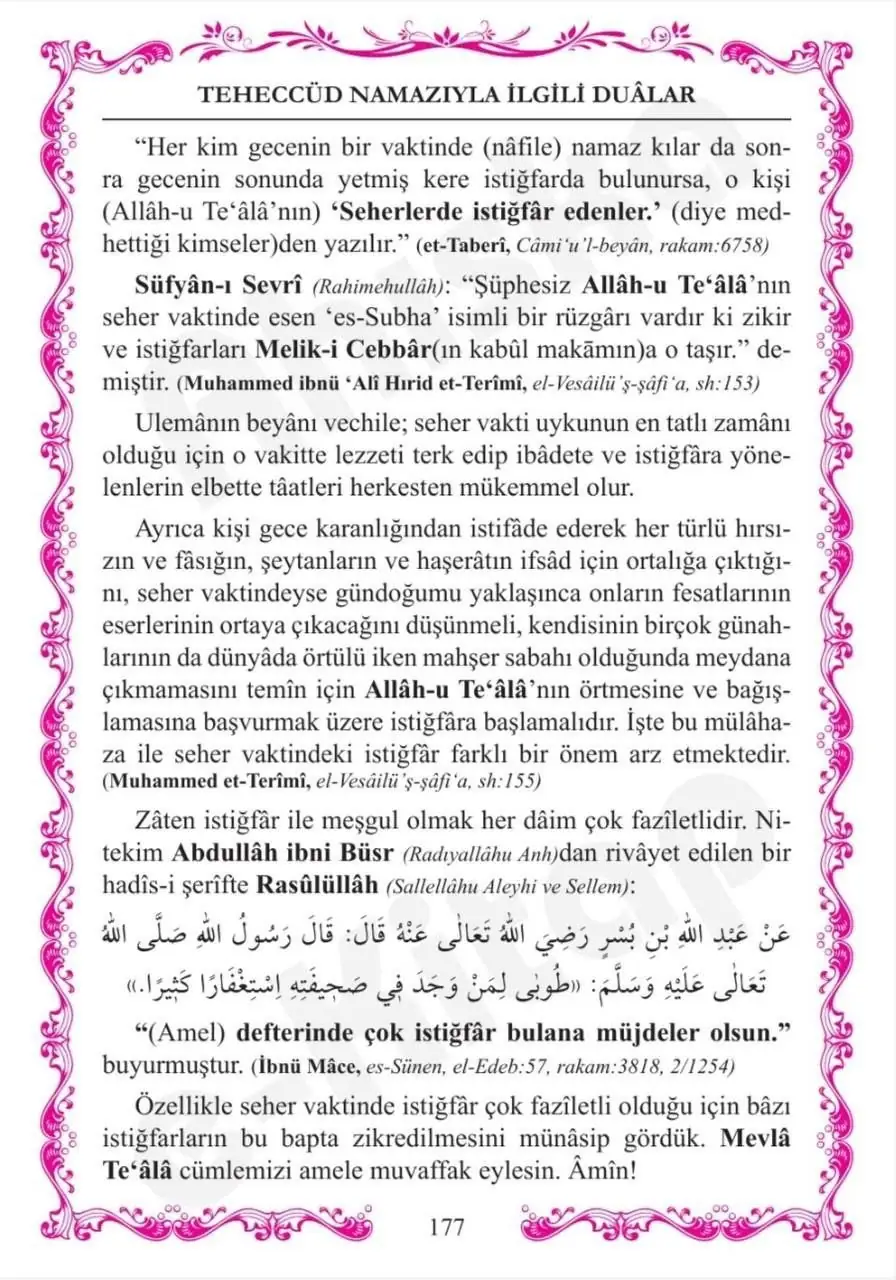 TEHECCÜD NAMAZIYLA İLGİLİ DUÂLAR
“Her kim gecenin bir vaktinde (nâfile) namaz kılar da son-
ra gecenin sonunda yetmiş kere istiğfarda bulunursa, o kişi
(Allâh-u Te‘âlâ’nın) ‘Seherlerde istiğfâr edenler.’ (diye med-
hettiği kimseler)den yazılır.” (et-Taberî, Câmi‘u’l-beyân, rakam:6758)
Süfyân-ı Sevrî (Rahimehullâh): “Şüphesiz Allâh-u Te‘âlâ’nın
seher vaktinde esen ‘es-Subha’ isimli bir rüzgârı vardır ki zikir
ve istiğfarları Melik-i Cebbâr(ın kabûl makāmın)a o taşır.” de-
miştir. (Muhammed ibnü ‘Alî Hırid et-Terîmî, el-Vesâilü’ş-şâfi‘a, sh:153)
Ulemânın beyânı vechile; seher vakti uykunun en tatlı zamânı
olduğu için o vakitte lezzeti terk edip ibâdete ve istiğfâra yöne-
lenlerin elbette tâatleri herkesten mükemmel olur.
Ayrıca kişi gece karanlığından istifâde ederek her türlü hırsı-
zın ve fâsığın, şeytanların ve haşerâtın ifsâd için ortalığa çıktığı-
nı, seher vaktindeyse gündoğumu yaklaşınca onların fesatlarının
eserlerinin ortaya çıkacağını düşünmeli, kendisinin birçok günah-
larının da dünyâda örtülü iken mahşer sabahı olduğunda meydana
çıkmamasını temîn için Allâh-u Te‘âlâ’nın örtmesine ve bağış-
lamasına başvurmak üzere istiğfâra başlamalıdır. İşte bu mülâha-
za ile seher vaktindeki istiğfâr farklı bir önem arz etmektedir.
(Muhammed et-Terîmî, el-Vesâilü’ş-şâfi‘a, sh:155)
Zâten istiğfâr ile meşgul olmak her dâim çok fazîletlidir. Ni-
tekim Abdullâh ibni Büsr (Radıyallâhu Anh)dan rivâyet edilen bir
hadîs-i şerîfte Rasûlüllâh (Sallellâhu Aleyhi ve Sellem):
عَنْ عَبْدِ اللهِ بْنِ بُسْرٍ رَضِيَ اللهُ تَعَالٰى عَنْهُ قَالَ: قَالَ رَسُولُ اللهِ صَلَّى اللهُ
تَعَالٰى عَلَيْهِ وَسَلَّمَ: «طُوبٰى لِمَنْ وَجَدَ فِي صَحِيفَتِهِ اِسْتِغْفَارًا كَثِيرًا.»
“(Amel) defterinde çok istiğfâr bulana müjdeler olsun.”
buyurmuştur. (İbnü Mâce, es-Sünen, el-Edeb:57, rakam:3818, 2/1254)
Özellikle seher vaktinde istiğfâr çok fazîletli olduğu için bâzı
istiğfarların bu bapta zikredilmesini münâsip gördük. Mevlâ
Te‘âlâ cümlemizi amele muvaffak eylesin. Âmîn!
177